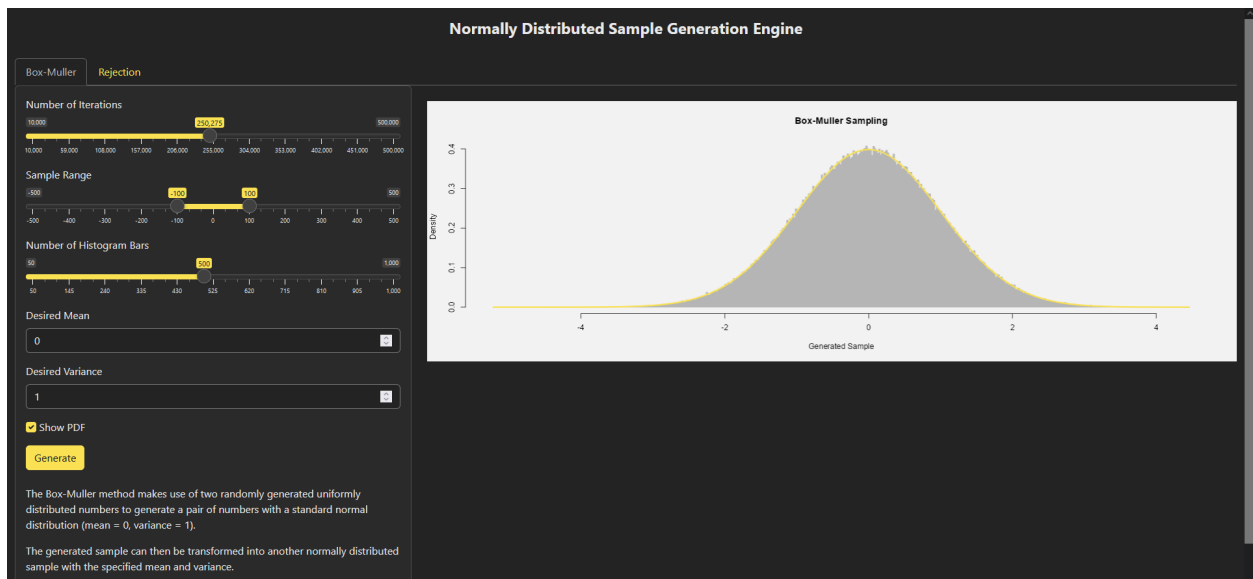 Normally Distributed Sample Generation Engine
Box-Muller Rejection
Number of Iterations
10,000 250,275 500,000
10,000 59,000 108,000 157,000 206,000 255,000 304,000 353,000 402,000 451,000 500,000
Sample Range
-500 -100 100 500
-500 -400 -300 -200 -100 0 100 200 300 400 500
Number of Histogram Bars
50 500 1,000
50 145 240 335 430 525 620 715 810 905 1,000
Desired Mean
0
Desired Variance
1
Show PDF
Generate
The Box-Muller method makes use of two randomly generated uniformly
distributed numbers to generate a pair of numbers with a standard normal
distribution (mean = 0, variance = 1).
The generated sample can then be transformed into another normally distributed
sample with the specified mean and variance.
Box-Muller Sampling
Density
0.4
0.3
0.2
0.1
0.0
-4 -2 0 2 4
Generated Sample